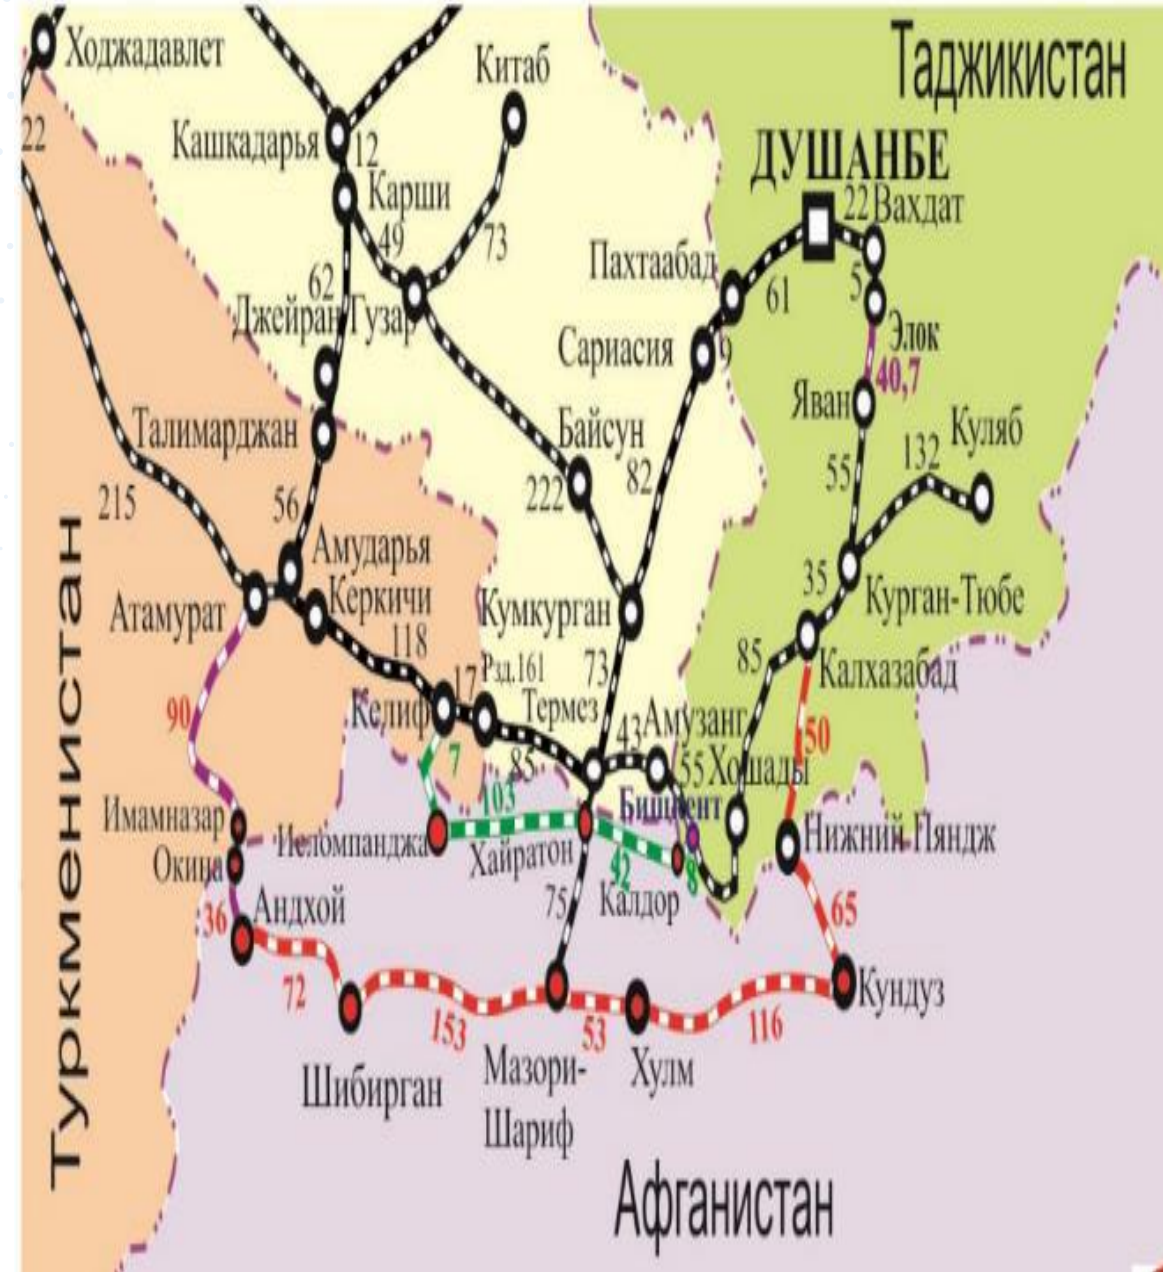 Ходжадавлет
Китаб
Таджикистан
22
Кашкадарья
12
ДУШАНБЕ
Карши
22
Вахдат
49
73
Пахтаабад
62
61
5
Джейран
Гузар
Сариасия
9
Элок
40,7
Талимарджан
Байсун
Яван
Куляб
132
215
222
82
55
56
Амударья
Атамурат
Керкичи
Кумкурган
35
Курган-Тюбе
118
Рзд.161
17
73
85
Калхазабад
90
Келиф
Термез
43
Амузанг
7
85
55
Хошады
50
103
Имамназар
Бишкент
Исломпанджа
Хайратон
Нижний Пяндж
Окина
42
8
36
Андхой
75
Калдор
65
72
153
53
116
Кундуз
Шибирган
Мазори-
Шариф
Хулм
Туркменистан
Афганистан